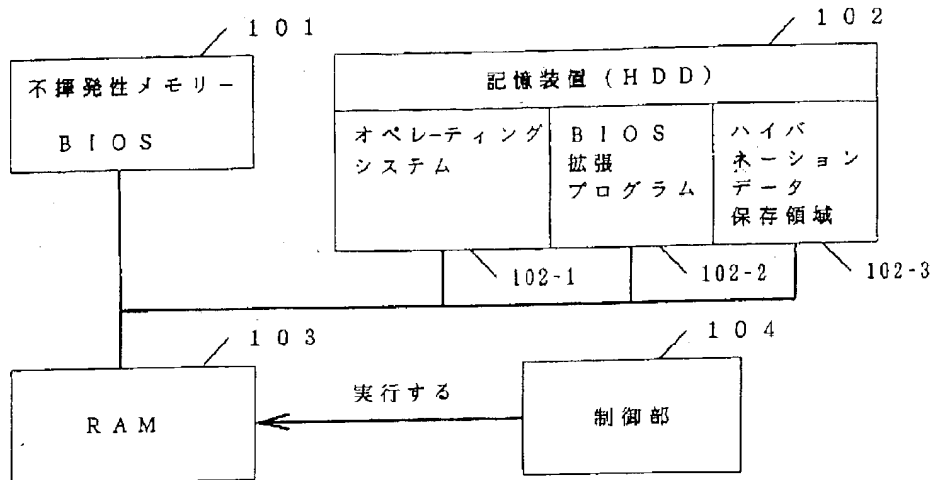 101
不揮発性メモリー
BIOS
102
記憶装置(HDD)
オペレーティング
システム
BIOS
拡張
プログラム
ハイバ
ネーション
データ
保存領域
102-1
102-2
102-3
103
RAM
実行する
104
制御部